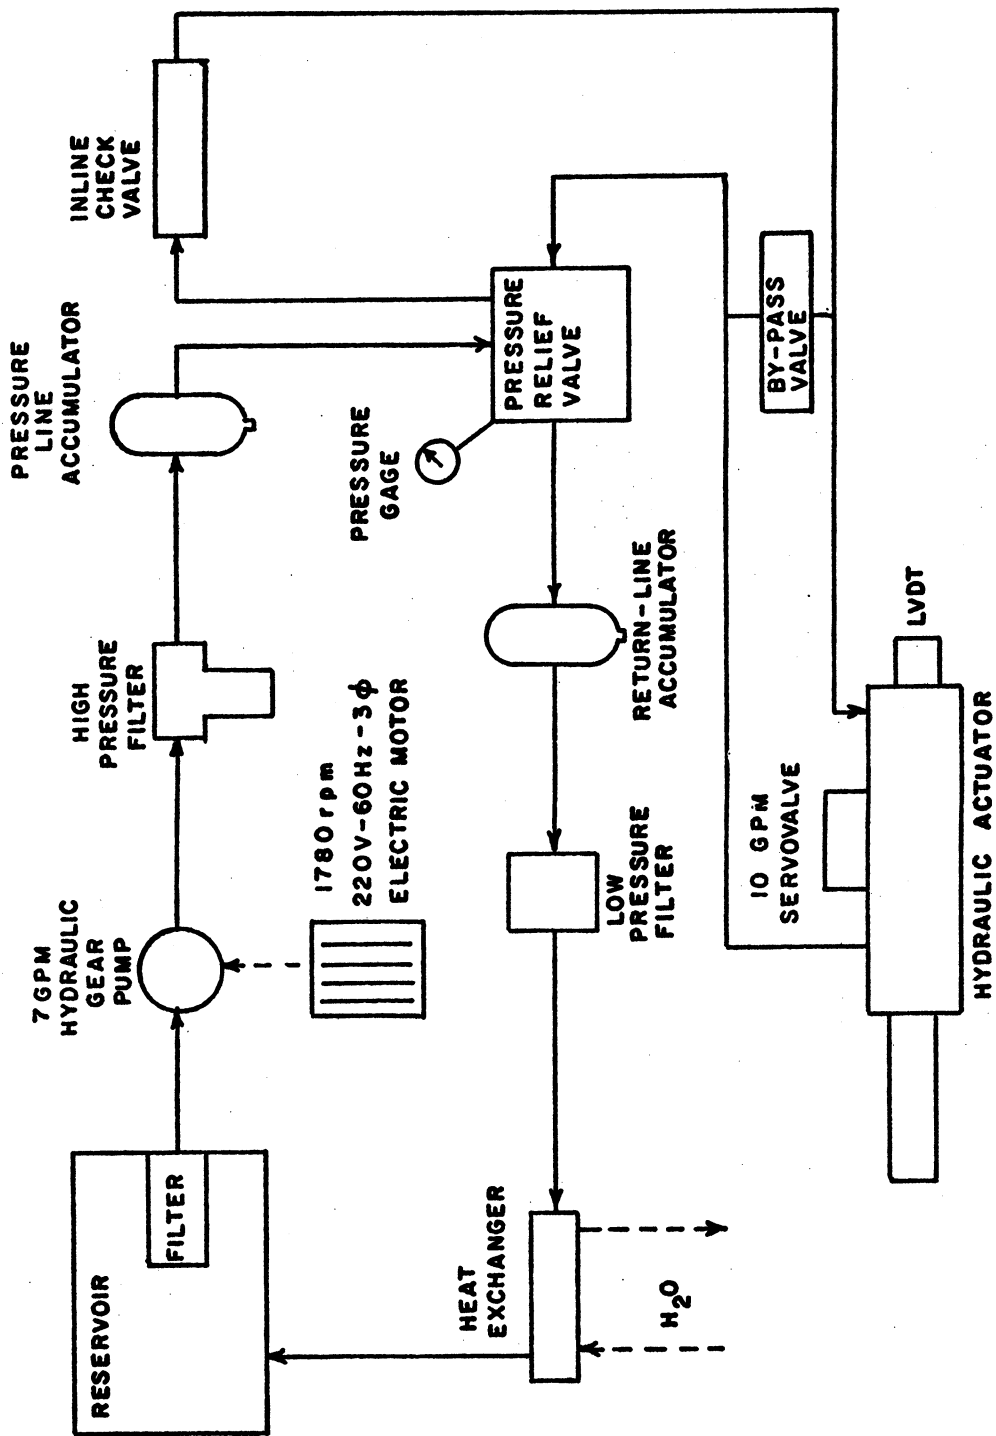 RESERVOIR
FILTER
7 GPM
HYDRAULIC
GEAR
PUMP
HIGH
PRESSURE
FILTER
PRESSURE
LINE
ACCUMULATOR
INLINE
CHECK
VALVE
1780 rpm
220V-60Hz-3ϕ
ELECTRIC MOTOR
PRESSURE
GAGE
PRESSURE
RELIEF
VALVE
HEAT
EXCHANGER
H₂O
LOW
PRESSURE
FILTER
RETURN-LINE
ACCUMULATOR
BY-PASS
VALVE
10 GPM
SERVOVALVE
LVDT
HYDRAULIC ACTUATOR